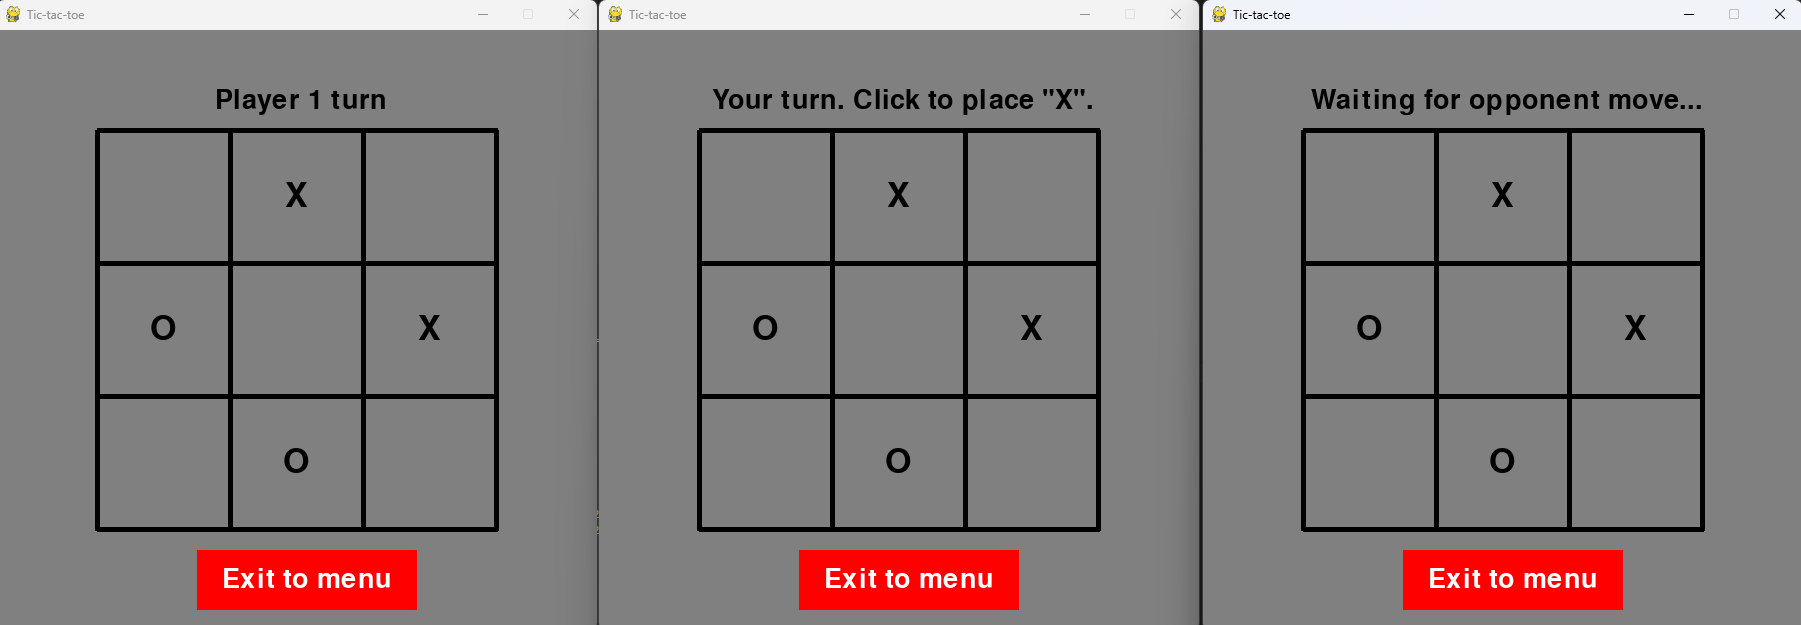 Tic-tac-toe
Player 1 turn
X
O X
O
Exit to menu
Tic-tac-toe
Your turn. Click to place "X".
X
O X
O
Exit to menu
Tic-tac-toe
Waiting for opponent move...
X
O X
O
Exit to menu